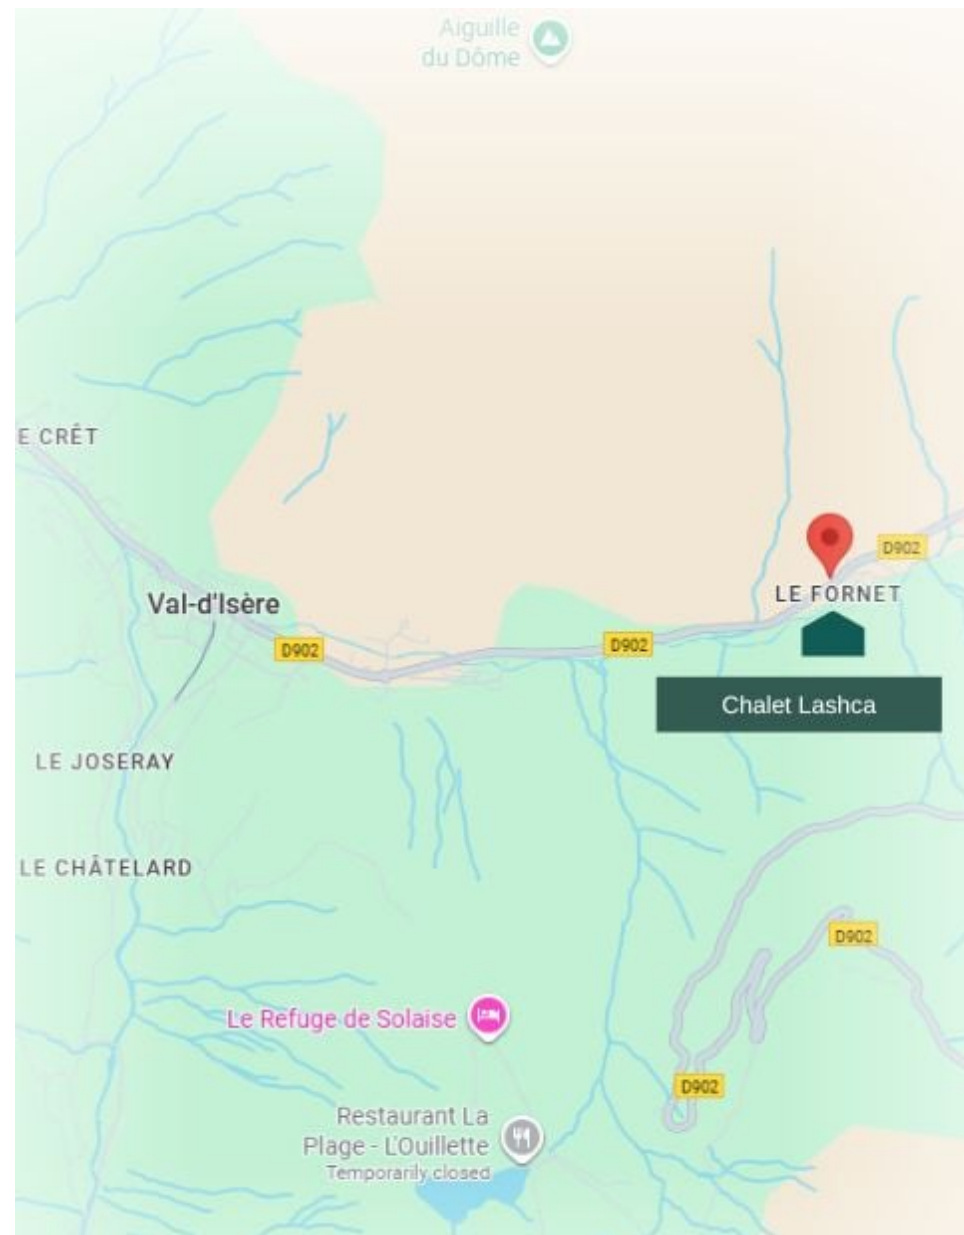 Aiguille
du Dôme
E CRÊT
D902
LE FORNET
Val-d'Isère
D902
D902
Chalet Lashca
LE JOSERAY
LE CHÂTELARD
D902
Le Refuge de Solaise
D902
Restaurant La
Plage - L'Ouillette
Temporarily closed